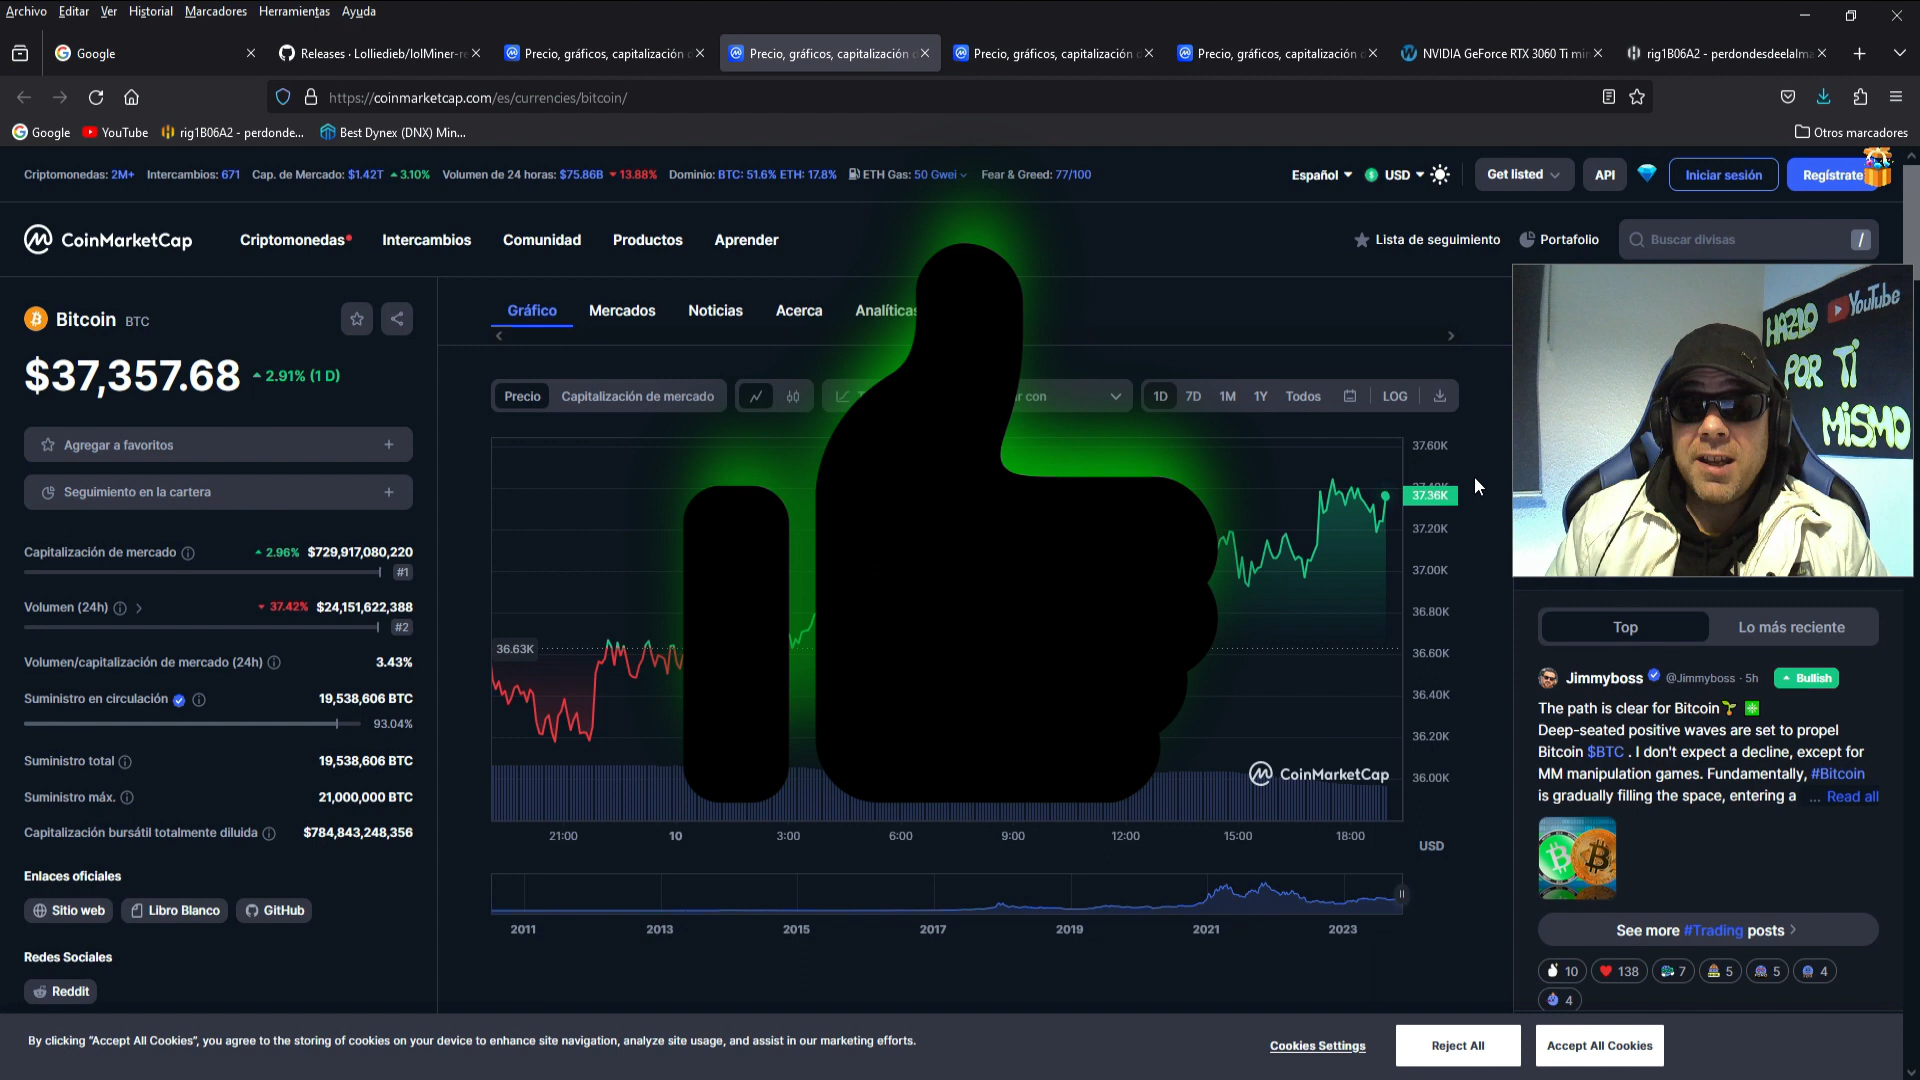 Archivo Editar Ver Historial Marcadores Herramientas Ayuda
Google
Releases · Lolliedieb/lolMiner-re
Precio, gráficos, capitalización d
Precio, gráficos, capitalización d
Precio, gráficos, capitalización d
Precio, gráficos, capitalización d
NVIDIA GeForce RTX 3060 Ti min
rig1B06A2 - perdondesdeelalma
https://coinmarketcap.com/es/currencies/bitcoin/
Google YouTube rig1B06A2 - perdonde... Best Dynex (DNX) Min... Otros marcadores
Criptomonedas: 2M+ Intercambios: 671 Cap. de Mercado: $1.42T 3.10% Volumen de 24 horas: $75.86B 13.88% Dominio: BTC: 51.6% ETH: 17.8% ETH Gas: 50 Gwei Fear & Greed: 77/100
Español USD Get listed API Iniciar sesión Regístrate
CoinMarketCap Criptomonedas Intercambios Comunidad Productos Aprender Lista de seguimiento Portafolio Buscar divisas /
Bitcoin BTC
$37,357.68 2.91% (1 D)
Agregar a favoritos +
Seguimiento en la cartera +
Capitalización de mercado 2.96% $729,917,080,220
#1
Volumen (24h) 37.42% $24,151,622,388
#2
Volumen/capitalización de mercado (24h) 3.43%
Suministro en circulación 19,538,606 BTC
93.04%
Suministro total 19,538,606 BTC
Suministro máx. 21,000,000 BTC
Capitalización bursátil totalmente diluida $784,843,248,356
Enlaces oficiales
Sitio web Libro Blanco GitHub
Redes Sociales
Reddit
Gráfico Mercados Noticias Acerca Analíticas
Precio Capitalización de mercado T r con 1D 7D 1M 1Y Todos LOG
37.60K
37.36K
37.20K
37.00K
36.80K
36.63K
36.60K
36.40K
36.20K
36.00K
CoinMarketCap
21:00 10 3:00 6:00 9:00 12:00 15:00 18:00
USD
2011 2013 2015 2017 2019 2021 2023
YouTube
HAZLO
POR TI
MiSMO
Top Lo más reciente
Jimmyboss @Jimmyboss · 5h Bullish
The path is clear for Bitcoin
Deep-seated positive waves are set to propel
Bitcoin $BTC . I don't expect a decline, except for
MM manipulation games. Fundamentally, #Bitcoin
is gradually filling the space, entering a ... Read all
See more #Trading posts
10 138 7 5 5 4
4
By clicking “Accept All Cookies”, you agree to the storing of cookies on your device to enhance site navigation, analyze site usage, and assist in our marketing efforts.
Cookies Settings Reject All Accept All Cookies